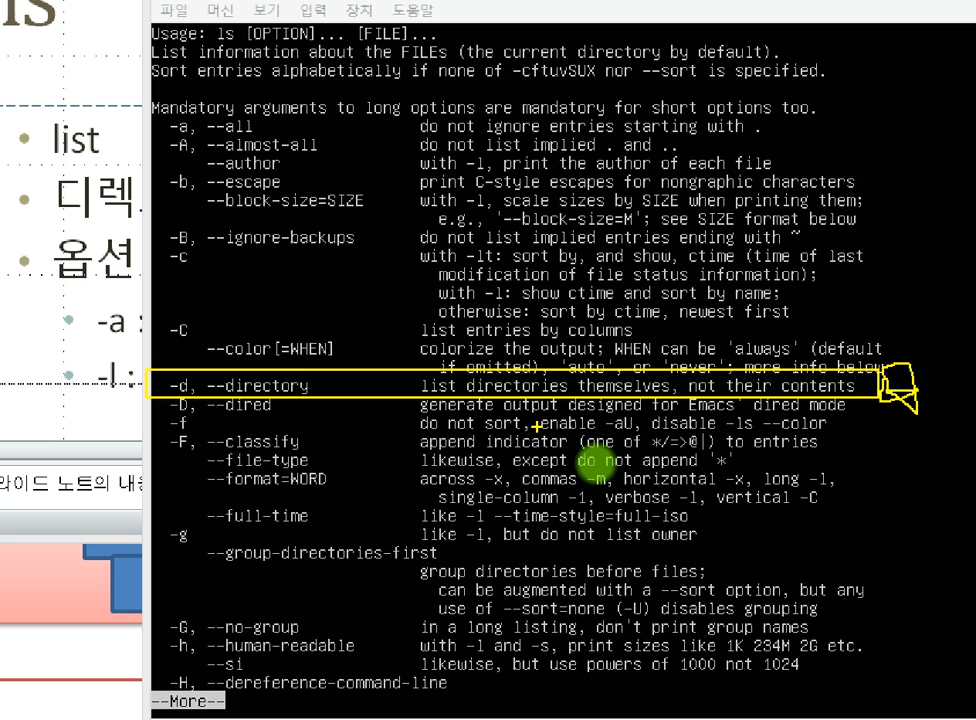 ls
list
디렉
옵션
-a :
-l :
와이드 노트의 내
파일 머신 보기 입력 장치 도움말
Usage: ls [OPTION]... [FILE]...
List information about the FILEs (the current directory by default).
Sort entries alphabetically if none of -cftuvSUX nor --sort is specified.
Mandatory arguments to long options are mandatory for short options too.
-a, --all do not ignore entries starting with .
-A, --almost-all do not list implied . and ..
--author with -l, print the author of each file
-b, --escape print C-style escapes for nongraphic characters
--block-size=SIZE with -l, scale sizes by SIZE when printing them;
e.g., '--block-size=M'; see SIZE format below
-B, --ignore-backups do not list implied entries ending with ~
-c with -lt: sort by, and show, ctime (time of last
modification of file status information);
with -l: show ctime and sort by name;
otherwise: sort by ctime, newest first
-C list entries by columns
--color[=WHEN] colorize the output; WHEN can be 'always' (default
if omitted), 'auto', or 'never'; more info below
-d, --directory list directories themselves, not their contents
-D, --dired generate output designed for Emacs' dired mode
-f do not sort, enable -aU, disable -ls --color
-F, --classify append indicator (one of */=>@|) to entries
--file-type likewise, except do not append '*'
--format=WORD across -x, commas -m, horizontal -x, long -l,
single-column -1, verbose -l, vertical -C
--full-time like -l --time-style=full-iso
-g like -l, but do not list owner
--group-directories-first
group directories before files;
can be augmented with a --sort option, but any
use of --sort=none (-U) disables grouping
-G, --no-group in a long listing, don't print group names
-h, --human-readable with -l and -s, print sizes like 1K 234M 2G etc.
--si likewise, but use powers of 1000 not 1024
-H, --dereference-command-line
--More--